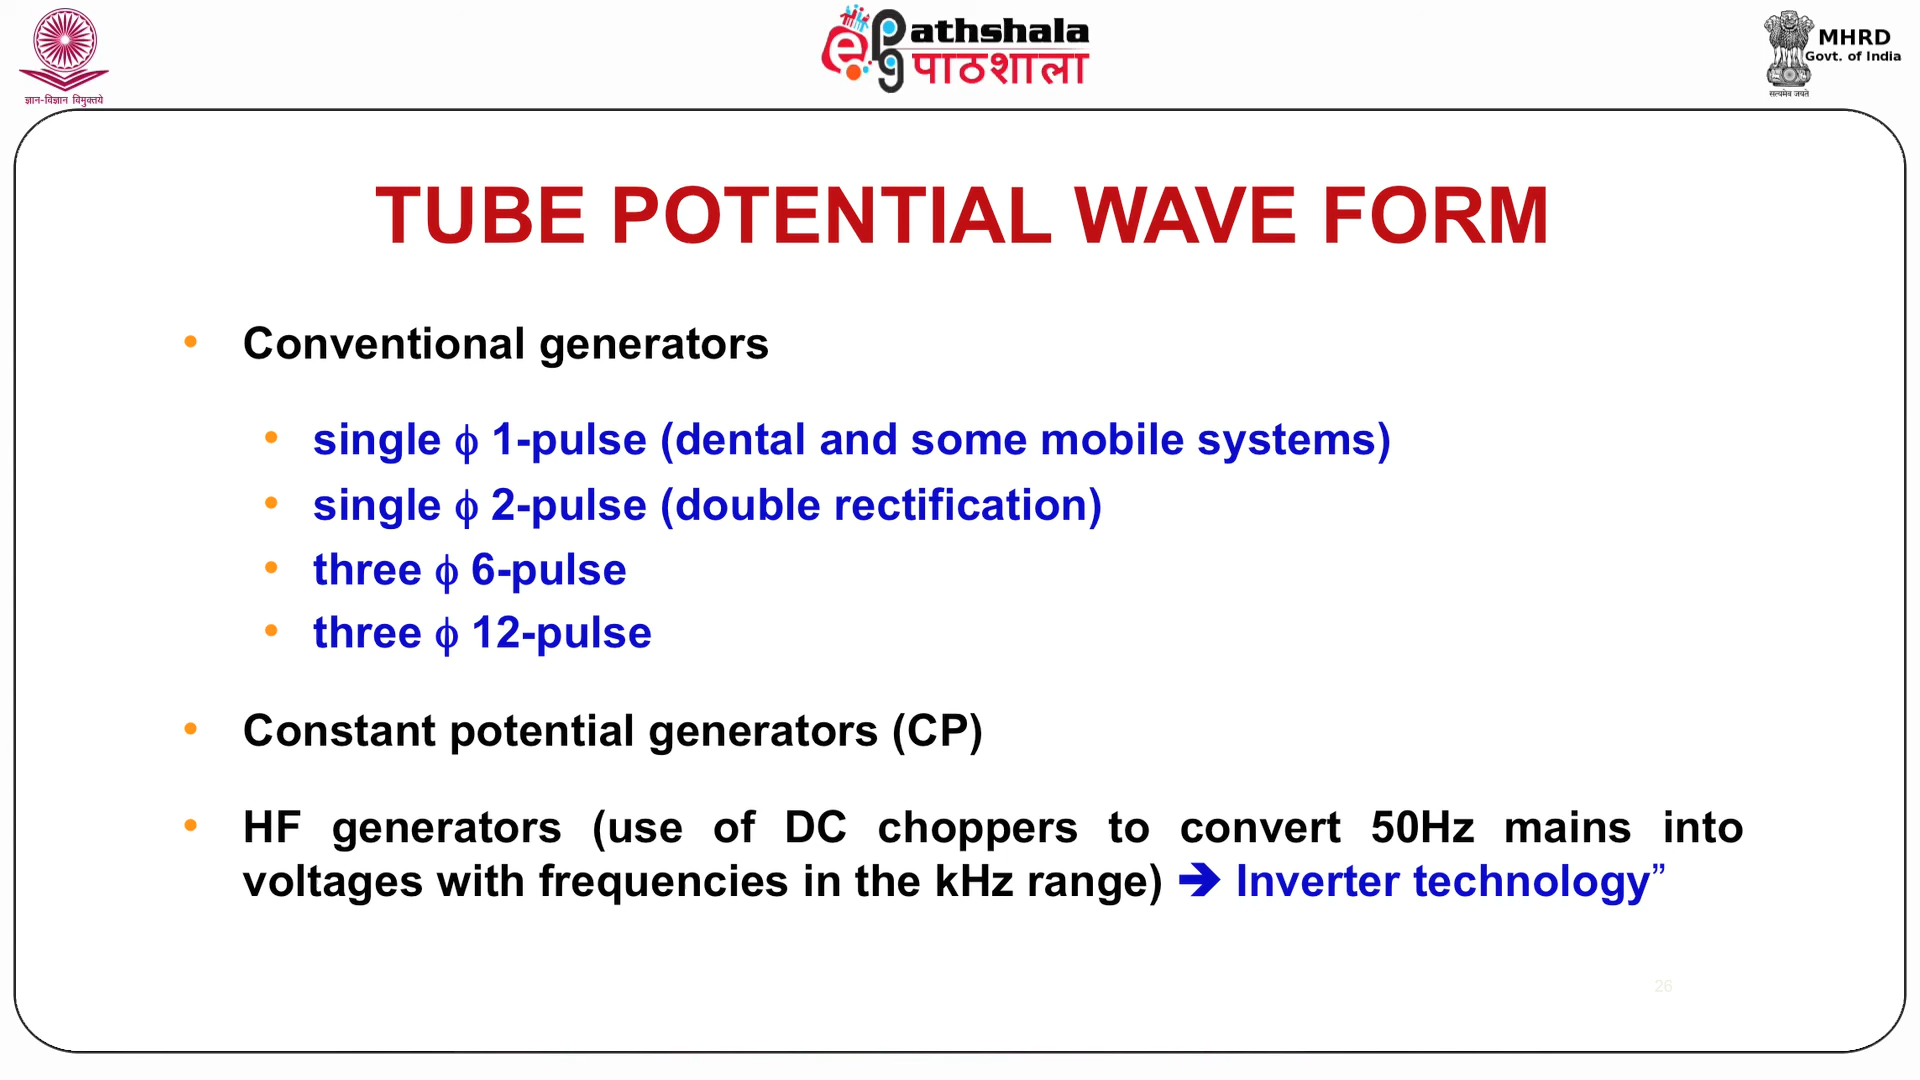 ज्ञान-विज्ञान विमुक्तये
ePG athshala
पाठशाला
MHRD
Govt. of India
सत्यमेव जयते
TUBE POTENTIAL WAVE FORM
• Conventional generators
• single ϕ 1-pulse (dental and some mobile systems)
• single ϕ 2-pulse (double rectification)
• three ϕ 6-pulse
• three ϕ 12-pulse
• Constant potential generators (CP)
• HF generators (use of DC choppers to convert 50Hz mains into
voltages with frequencies in the kHz range) ➔ Inverter technology”
26